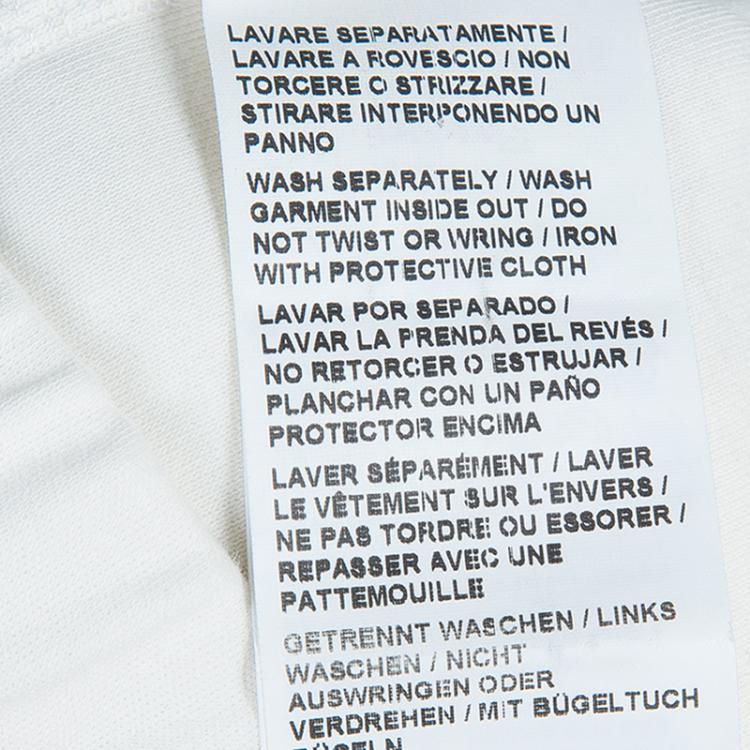 LAVARE SEPARATAMENTE /
LAVARE A ROVESCIO / NON
TORCERE O STRIZZARE /
STIRARE INTERPONENDO UN
PANNO
WASH SEPARATELY / WASH
GARMENT INSIDE OUT / DO
NOT TWIST OR WRING / IRON
WITH PROTECTIVE CLOTH
LAVAR POR SEPARADO /
LAVAR LA PRENDA DEL REVÉS /
NO RETORCER O ESTRUJAR /
PLANCHAR CON UN PAÑO
PROTECTOR ENCIMA
LAVER SÉPARÉMENT / LAVER
LE VÊTEMENT SUR L'ENVERS /
NE PAS TORDRE OU ESSORER /
REPASSER AVEC UNE
PATTEMOUILLE
GETRENNT WASCHEN / LINKS
WASCHEN / NICHT
AUSWRINGEN ODER
VERDREHEN / MIT BÜGELTUCH
BÜGELN